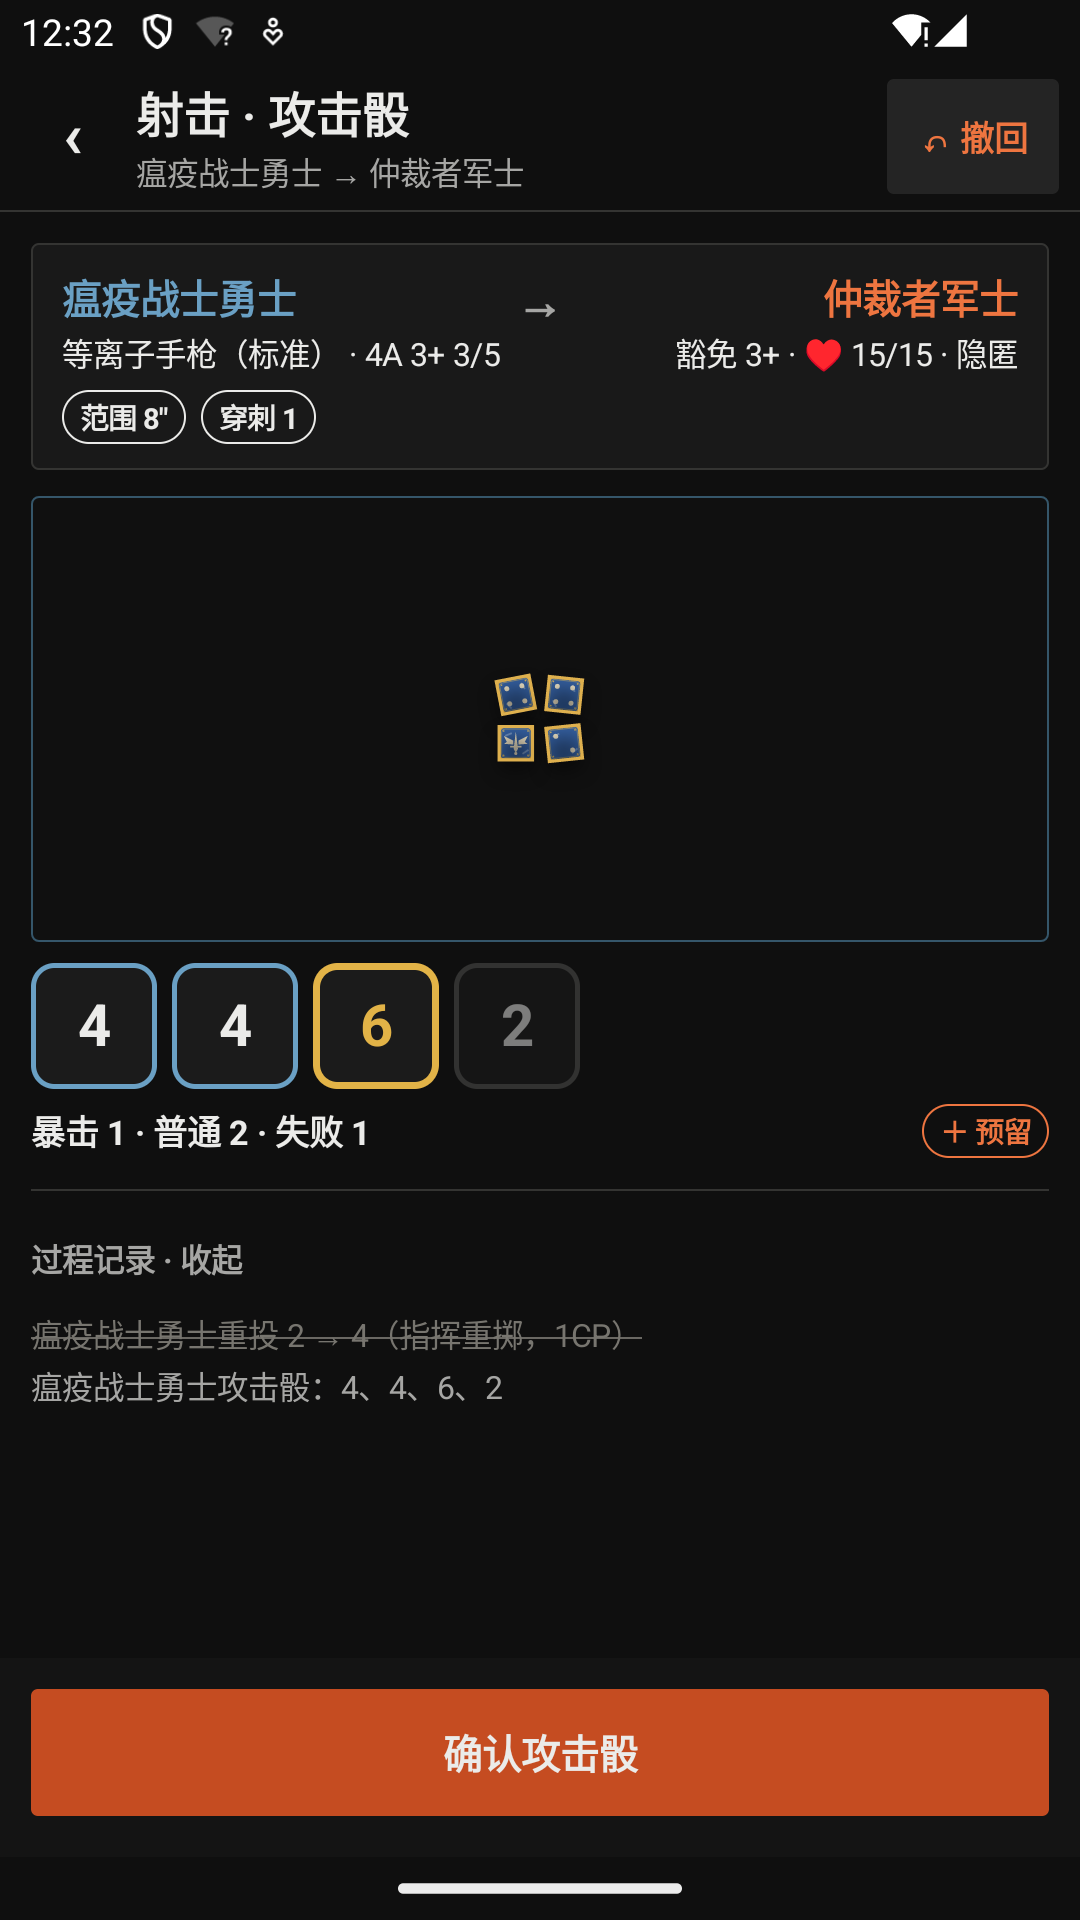 12:32
射击 · 攻击骰
瘟疫战士勇士 → 仲裁者军士
撤回
瘟疫战士勇士 → 仲裁者军士
等离子手枪（标准） · 4A 3+ 3/5
豁免 3+ · ❤️ 15/15 · 隐匿
范围 8" 穿刺 1
4 4 6 2
暴击 1 · 普通 2 · 失败 1
＋ 预留
过程记录 · 收起
瘟疫战士勇士重投 2 → 4（指挥重掷，1CP）
瘟疫战士勇士攻击骰：4、4、6、2
确认攻击骰